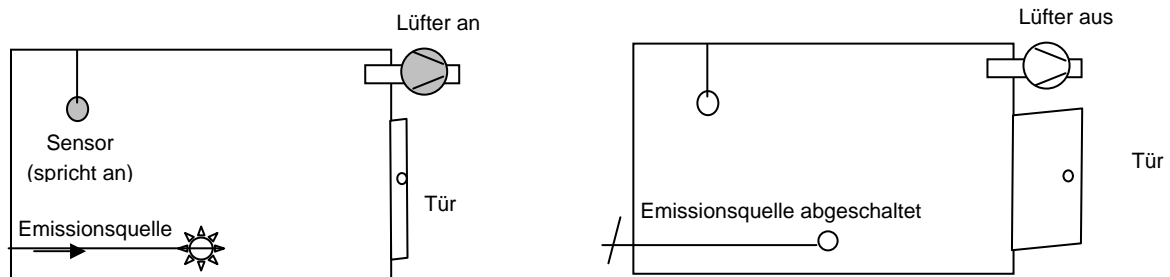 Lüfter an
Sensor
(spricht an)
Emissionsquelle
Tür
Lüfter aus
Emissionsquelle abgeschaltet
Tür